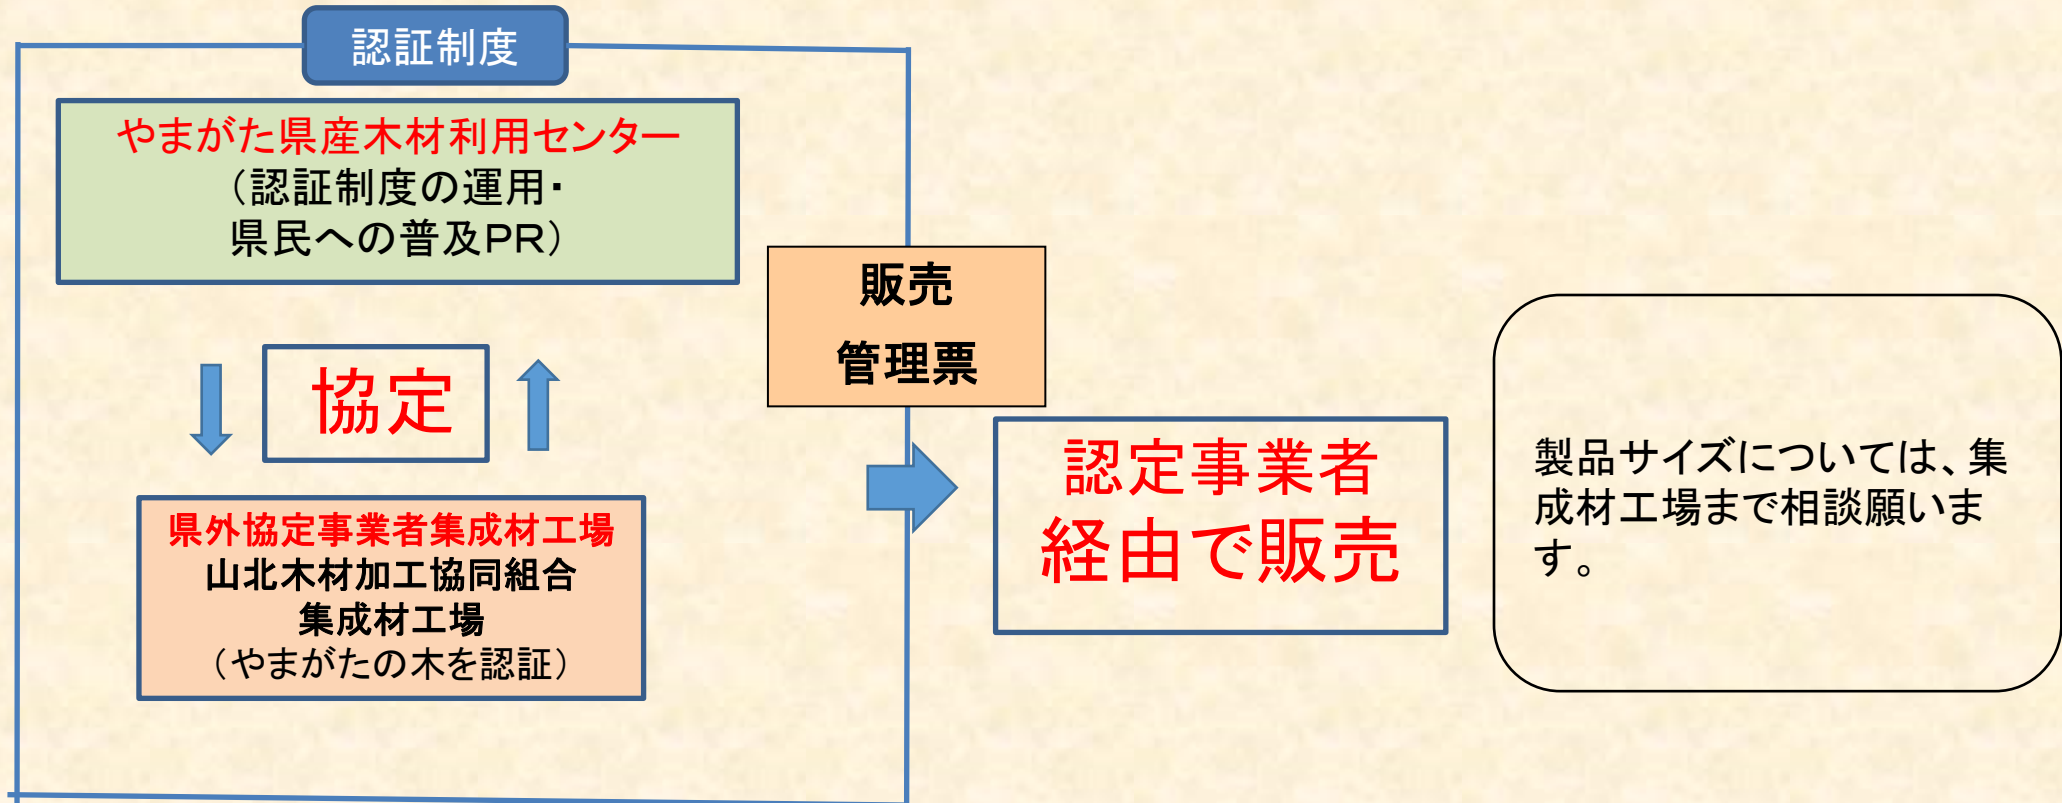 認証制度
やまがた県産木材利用センター
（認証制度の運用・
県民への普及PR）
協定
県外協定事業者集成材工場
山北木材加工協同組合
集成材工場
（やまがたの木を認証）
販売
管理票
認定事業者
経由で販売
製品サイズについては、集
成材工場まで相談願いま
す。